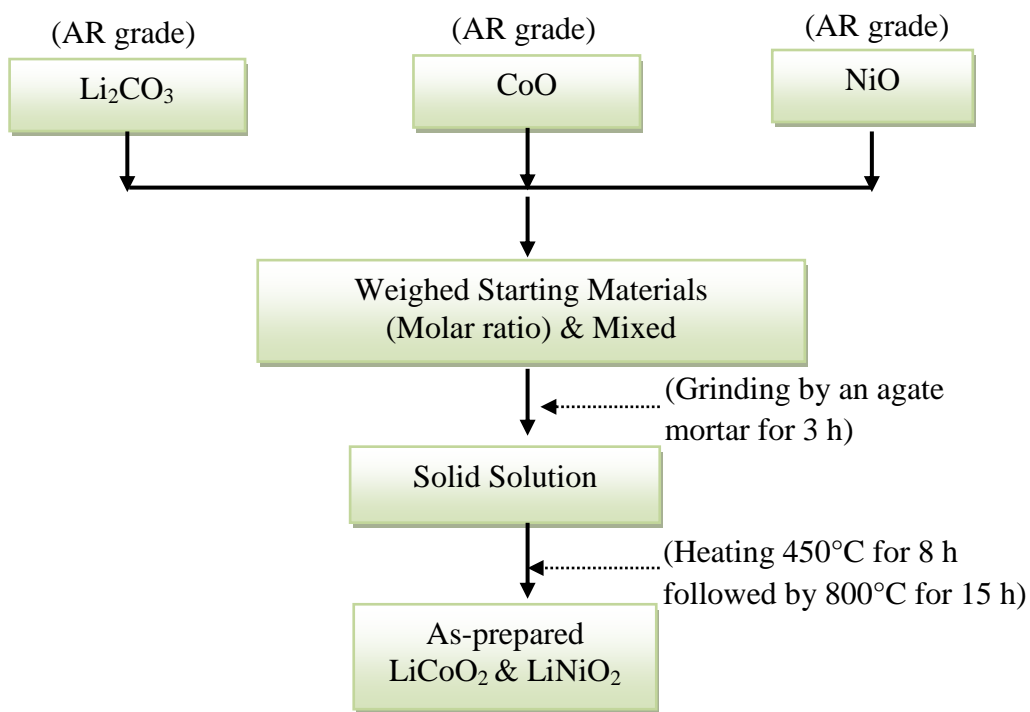 (AR grade)
(AR grade)
(AR grade)
Li₂CO₃
CoO
NiO
Weighed Starting Materials
(Molar ratio) & Mixed
(Grinding by an agate
mortar for 3 h)
Solid Solution
(Heating 450°C for 8 h
followed by 800°C for 15 h)
As-prepared
LiCoO₂ & LiNiO₂